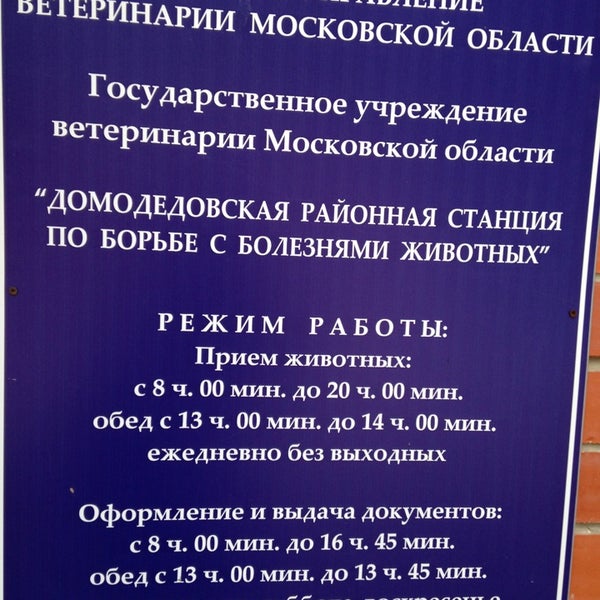 ВЕТЕРИНАРИИ МОСКОВСКОЙ ОБЛАСТИ
Государственное учреждение
ветеринарии Московской области
“ДОМОДЕДОВСКАЯ РАЙОННАЯ СТАНЦИЯ
ПО БОРЬБЕ С БОЛЕЗНЯМИ ЖИВОТНЫХ”
РЕЖИМ РАБОТЫ:
Прием животных:
с 8 ч. 00 мин. до 20 ч. 00 мин.
обед с 13 ч. 00 мин. до 14 ч. 00 мин.
ежедневно без выходных
Оформление и выдача документов:
с 8 ч. 00 мин. до 16 ч. 45 мин.
обед с 13 ч. 00 мин. до 13 ч. 45 мин.